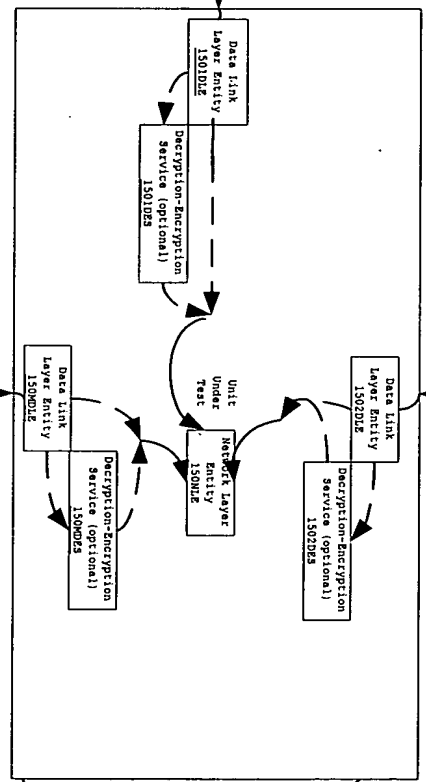 Data Link
Layer Entity
1501DLE
Decryption-Encryption
Service (optional)
1501DES
Unit
Under
Test
Network Layer
Entity
150NLE
Data Link
Layer Entity
1502DLE
Decryption-Encryption
Service (optional)
1502DES
Data Link
Layer Entity
150MDLE
Decryption-Encryption
Service (optional)
150MDES